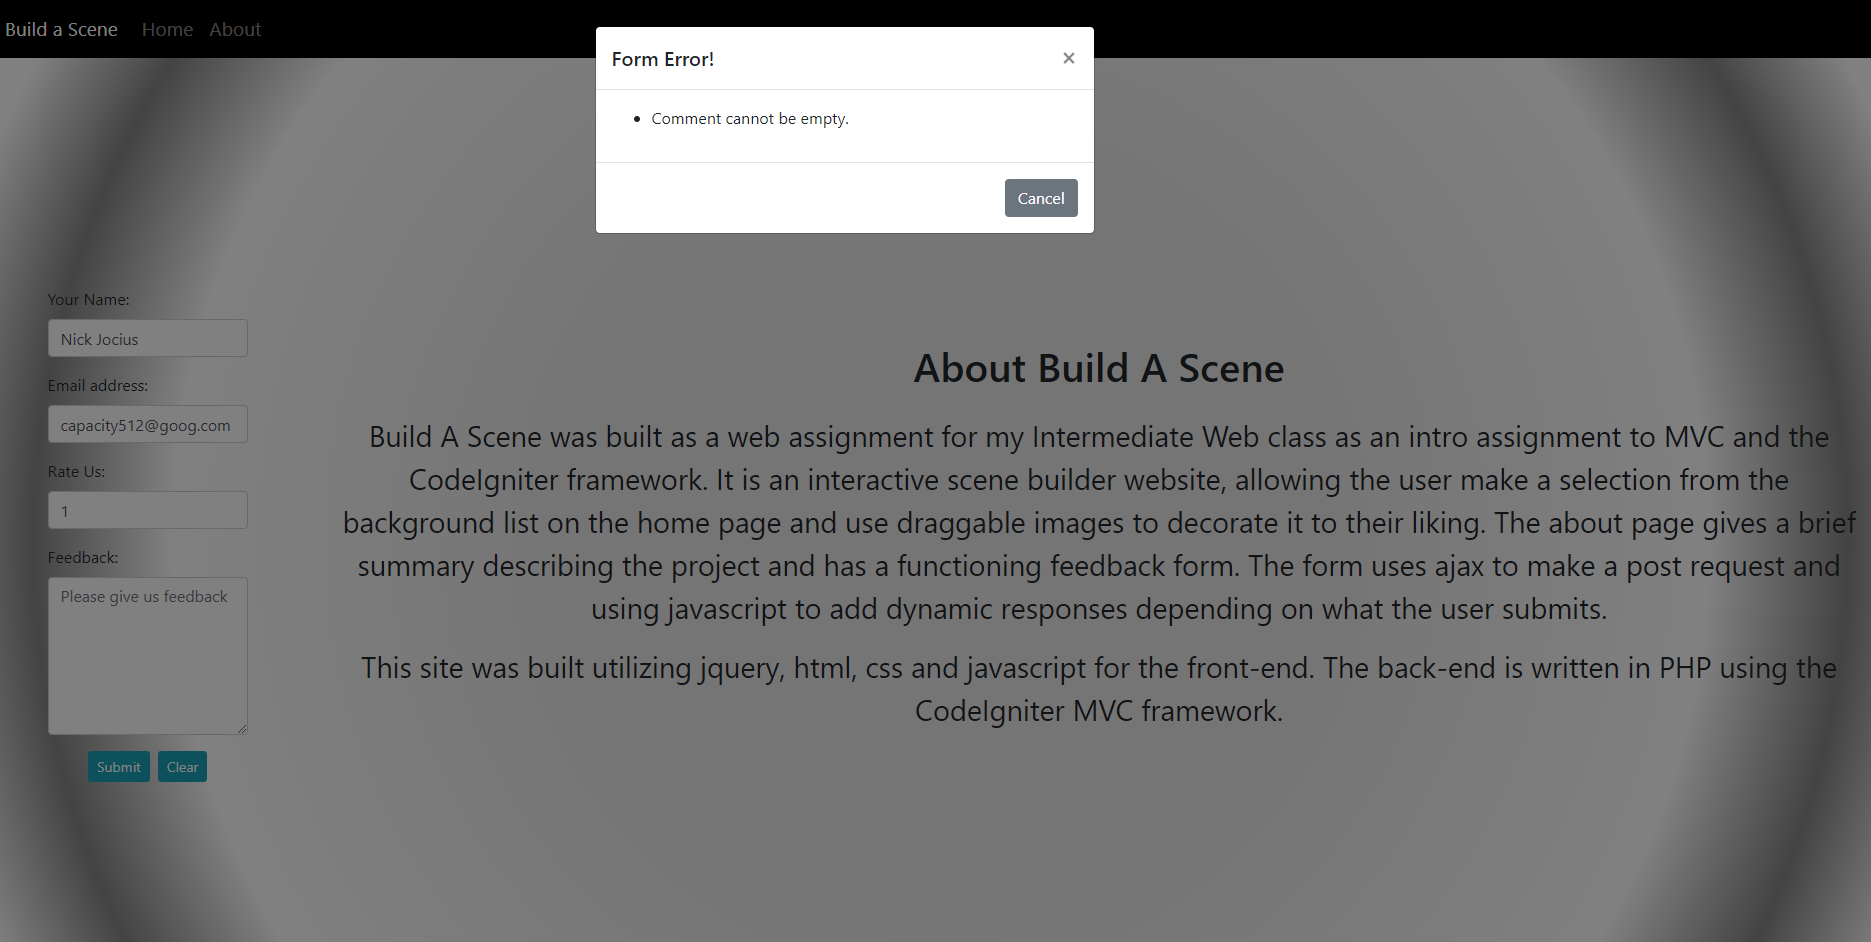 Build a Scene Home About
Form Error!
×
Comment cannot be empty.
Cancel
Your Name:
Nick Jocius
Email address:
capacity512@goog.com
Rate Us:
1
Feedback:
Please give us feedback
Submit Clear
About Build A Scene
Build A Scene was built as a web assignment for my Intermediate Web class as an intro assignment to MVC and the
CodeIgniter framework. It is an interactive scene builder website, allowing the user make a selection from the
background list on the home page and use draggable images to decorate it to their liking. The about page gives a brief
summary describing the project and has a functioning feedback form. The form uses ajax to make a post request and
using javascript to add dynamic responses depending on what the user submits.
This site was built utilizing jquery, html, css and javascript for the front-end. The back-end is written in PHP using the
CodeIgniter MVC framework.